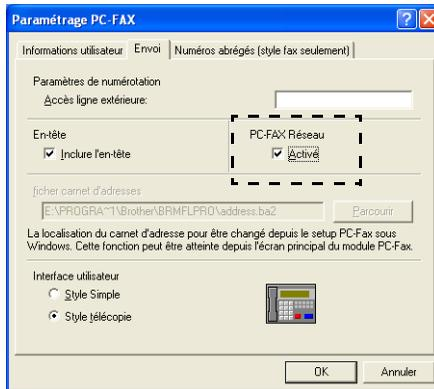 Paramétrage PC-FAX
Informations utilisateur Envoi Numéros abrégés (style fax seulement)
Paramètres de numérotation
Accès ligne extérieure:
En-tête PC-FAX Réseau
Inclure l'en-tête Activé
ficher carnet d'adresses
E:\PROGRA~1\Brother\BRMFLPRO\address.ba2 Parcourir
La localisation du carnet d'adresse pour être changé depuis le setup PC-Fax sous
Windows. Cette fonction peut être atteinte depuis l'écran principal du module PC-Fax.
Interface utilisateur
Style Simple
Style télécopie
OK Annuler